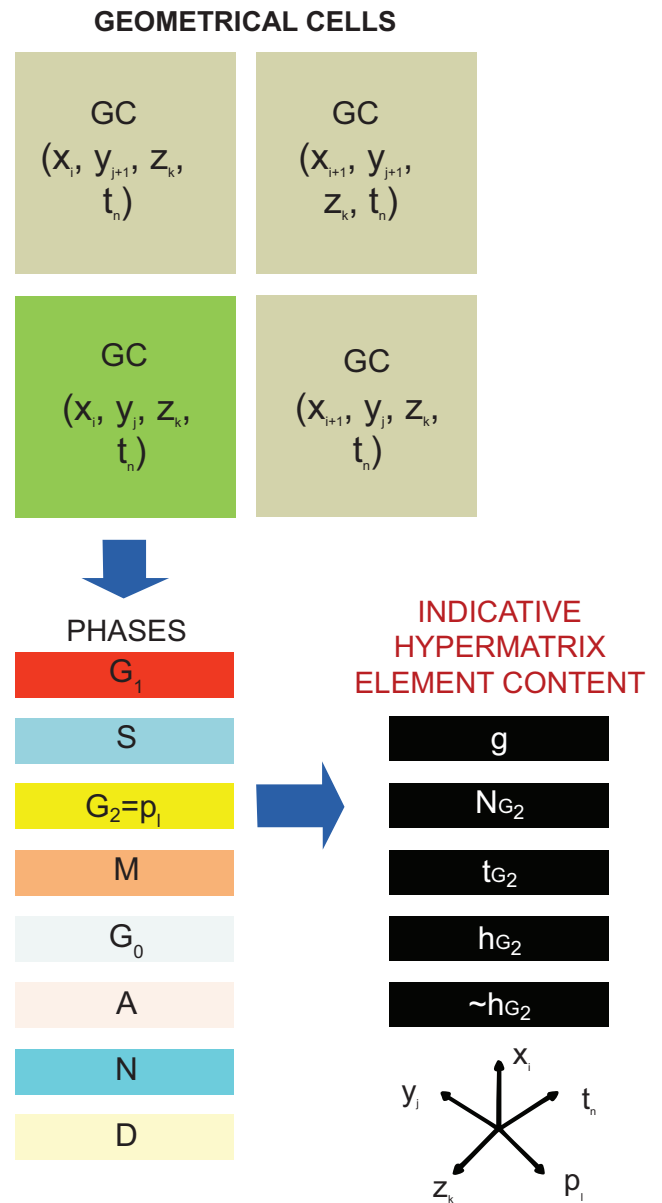 GEOMETRICAL CELLS
GC
(xᵢ, yⱼ₊₁, zₖ,
tₙ)
GC
(xᵢ₊₁, yⱼ₊₁,
zₖ, tₙ)
GC
(xᵢ, yⱼ, zₖ,
tₙ)
GC
(xᵢ₊₁, yⱼ, zₖ,
tₙ)
PHASES
G₁
S
G₂=pₗ
M
G₀
A
N
D
INDICATIVE
HYPERMATRIX
ELEMENT CONTENT
g
NG₂
tG₂
hG₂
~hG₂
xᵢ
yⱼ
tₙ
zₖ
pₗ